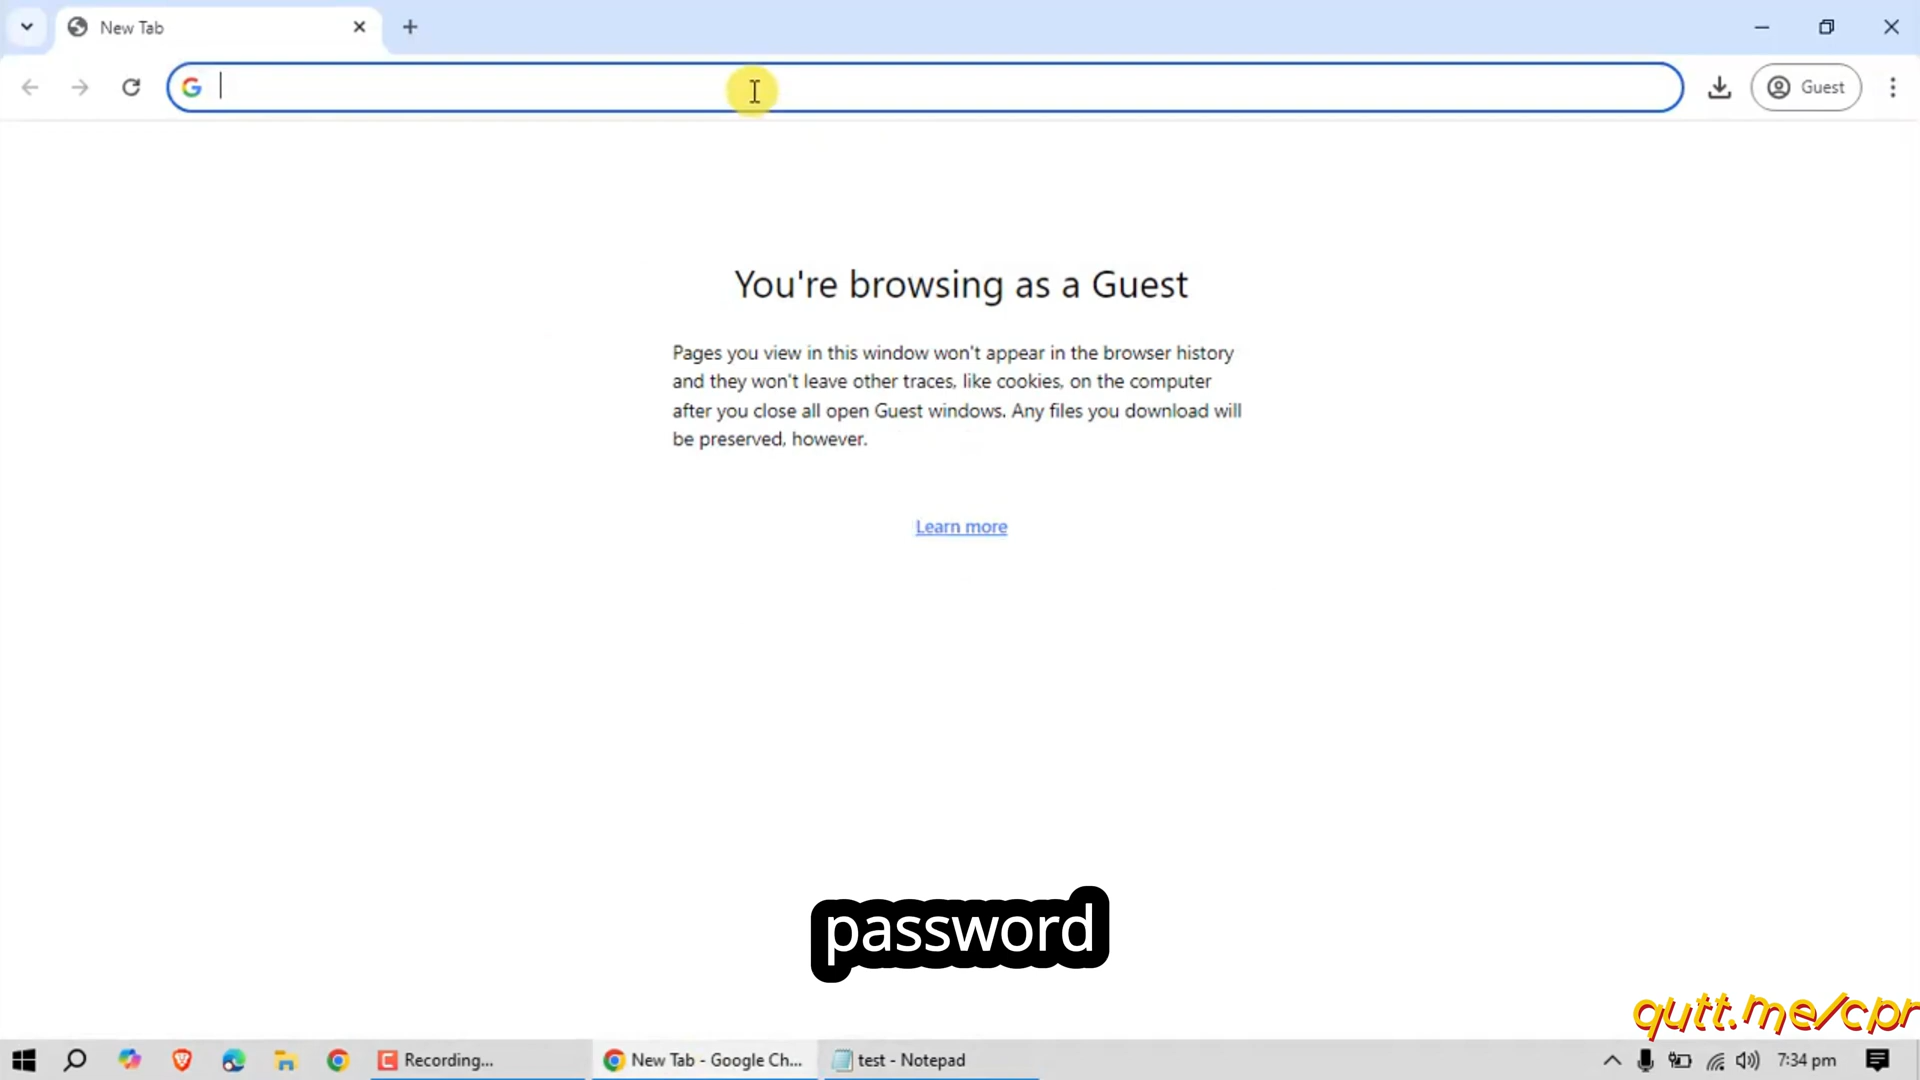 New Tab
Guest
You're browsing as a Guest
Pages you view in this window won't appear in the browser history
and they won't leave other traces, like cookies, on the computer
after you close all open Guest windows. Any files you download will
be preserved, however.
Learn more
password
qutt.me/cpr
Recording...
New Tab - Google Ch...
test - Notepad
7:34 pm